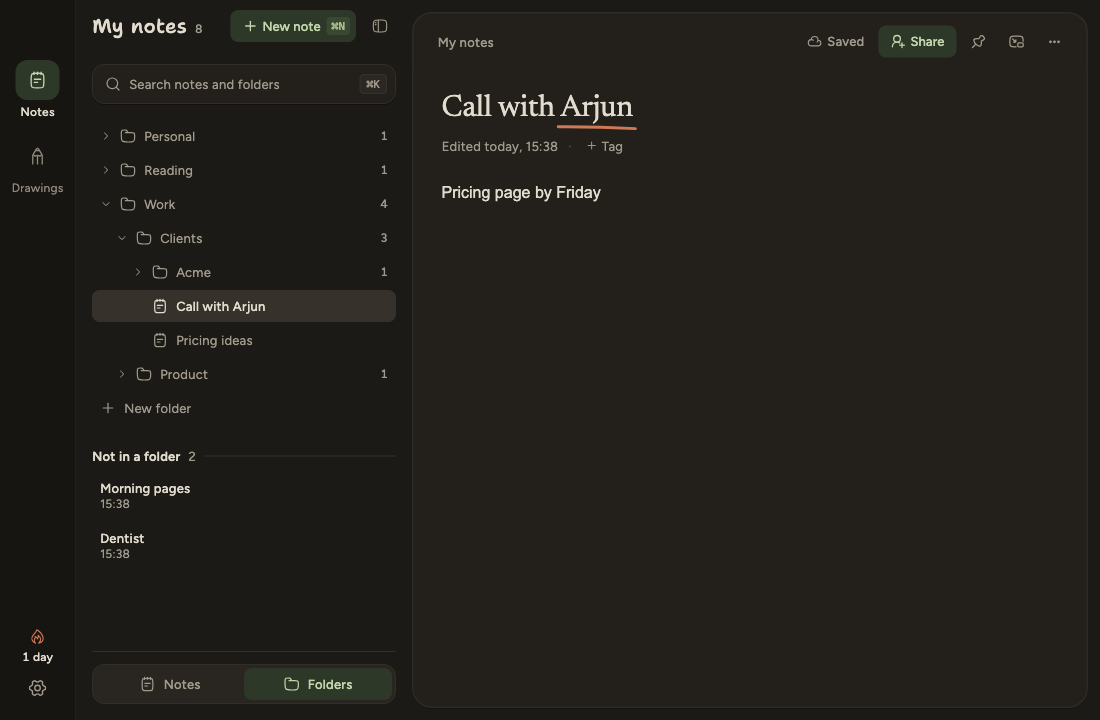 My notes 8
New note ⌘N
Notes
Drawings
Search notes and folders ⌘K
Personal 1
Reading 1
Work 4
Clients 3
Acme 1
Call with Arjun
Pricing ideas
Product 1
New folder
Not in a folder 2
Morning pages
15:38
Dentist
15:38
1 day
Notes
Folders
My notes
Saved
Share
Call with Arjun
Edited today, 15:38 · + Tag
Pricing page by Friday